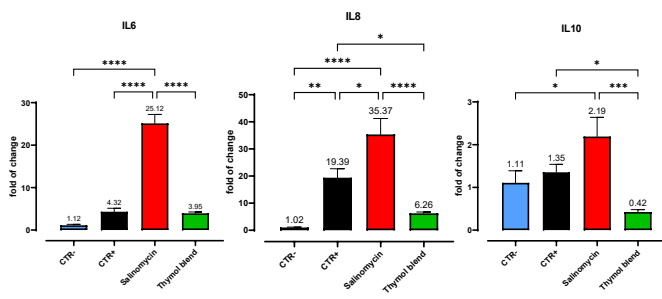 IL6
****
****
****
fold of change
30
20
10
0
1.12
4.32
25.12
3.95
CTR-
CTR+
Salinomycin
Thymol blend
IL8
*
****
**
*
****
fold of change
50
40
30
20
10
0
1.02
19.39
35.37
6.26
CTR-
CTR+
Salinomycin
Thymol blend
IL10
*
*
***
fold of change
3
2
1
0
1.11
1.35
2.19
0.42
CTR-
CTR+
Salinomycin
Thymol blend